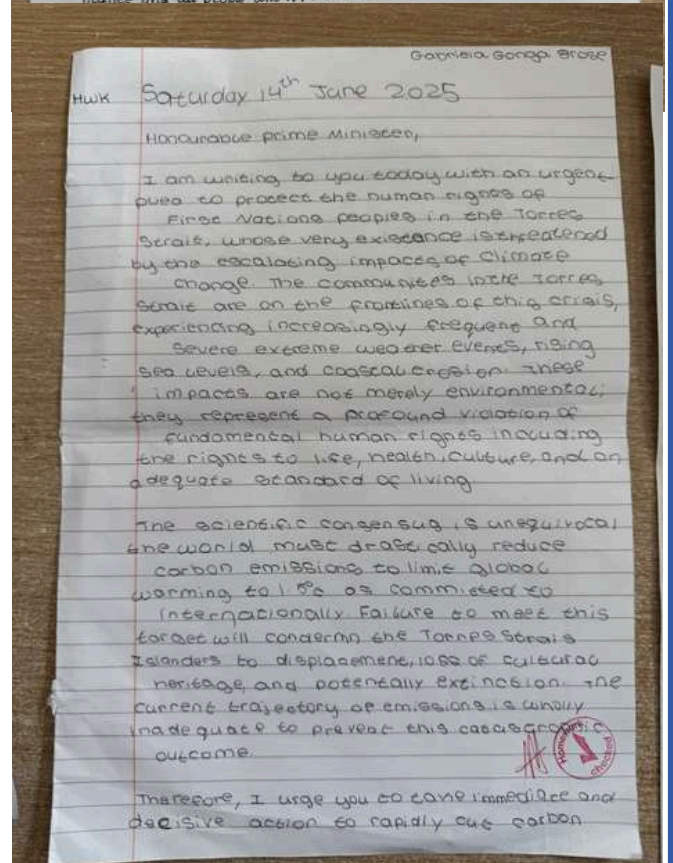 Gabriela Gonga Brose
HWK Saturday 14th June 2025
Honourable prime Minister,
I am writing to you today with an urgent
plea to protect the human rights of
First Nations peoples in the Torres
Strait, whose very existance is threatened
by the escalating impacts of climate
change. The communities in the Torres
Strait are on the frontlines of this crisis,
experiencing increasingly frequent and
severe extreme weather events, rising
sea levels, and coastal erosion. These
impacts are not merely environmental;
they represent a profound violation of
fundamental human rights including
the rights to life, health, culture, and an
adequate standard of living.
The scientific consensus is unequivocal
the world must drastically reduce
carbon emissions to limit global
warming to 1.5°c as commited to
internationally Failure to meet this
target will condermn the Torres Strais
Islanders to displacement, loss of cultural
heritage, and potentally extinction. The
current trajectory of emissions is wholly
inadequate to prevent this catastrophic
outcome.
Homework checked
Therefore, I urge you to take immediate and
decisive action to rapidly cut carbon